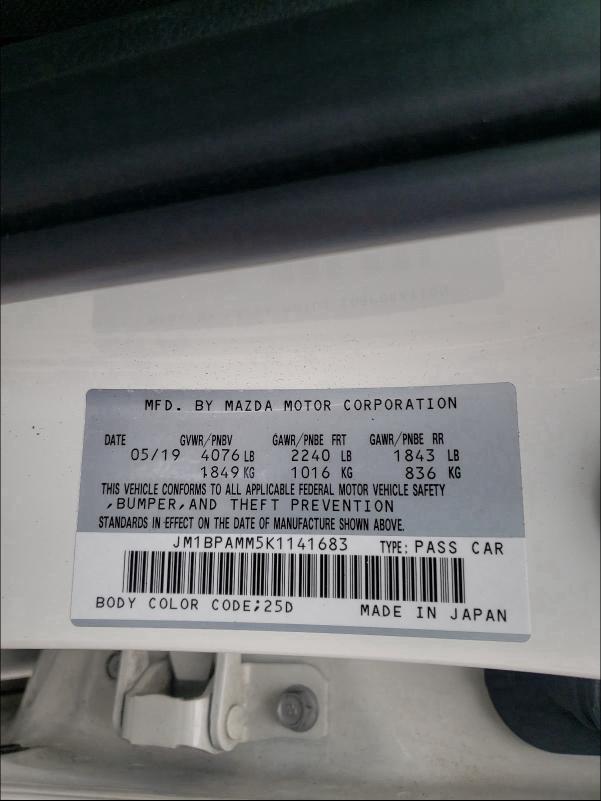 MFD. BY MAZDA MOTOR CORPORATION
DATE GVWR/PNBV GAWR/PNBE FRT GAWR/PNBE RR
05/19 4076 LB 2240 LB 1843 LB
1849 KG 1016 KG 836 KG
THIS VEHICLE CONFORMS TO ALL APPLICABLE FEDERAL MOTOR VEHICLE SAFETY
,BUMPER,AND THEFT PREVENTION
STANDARDS IN EFFECT ON THE DATE OF MANUFACTURE SHOWN ABOVE.
JM1BPAMM5K1141683 TYPE: PASS CAR
BODY COLOR CODE;25D MADE IN JAPAN